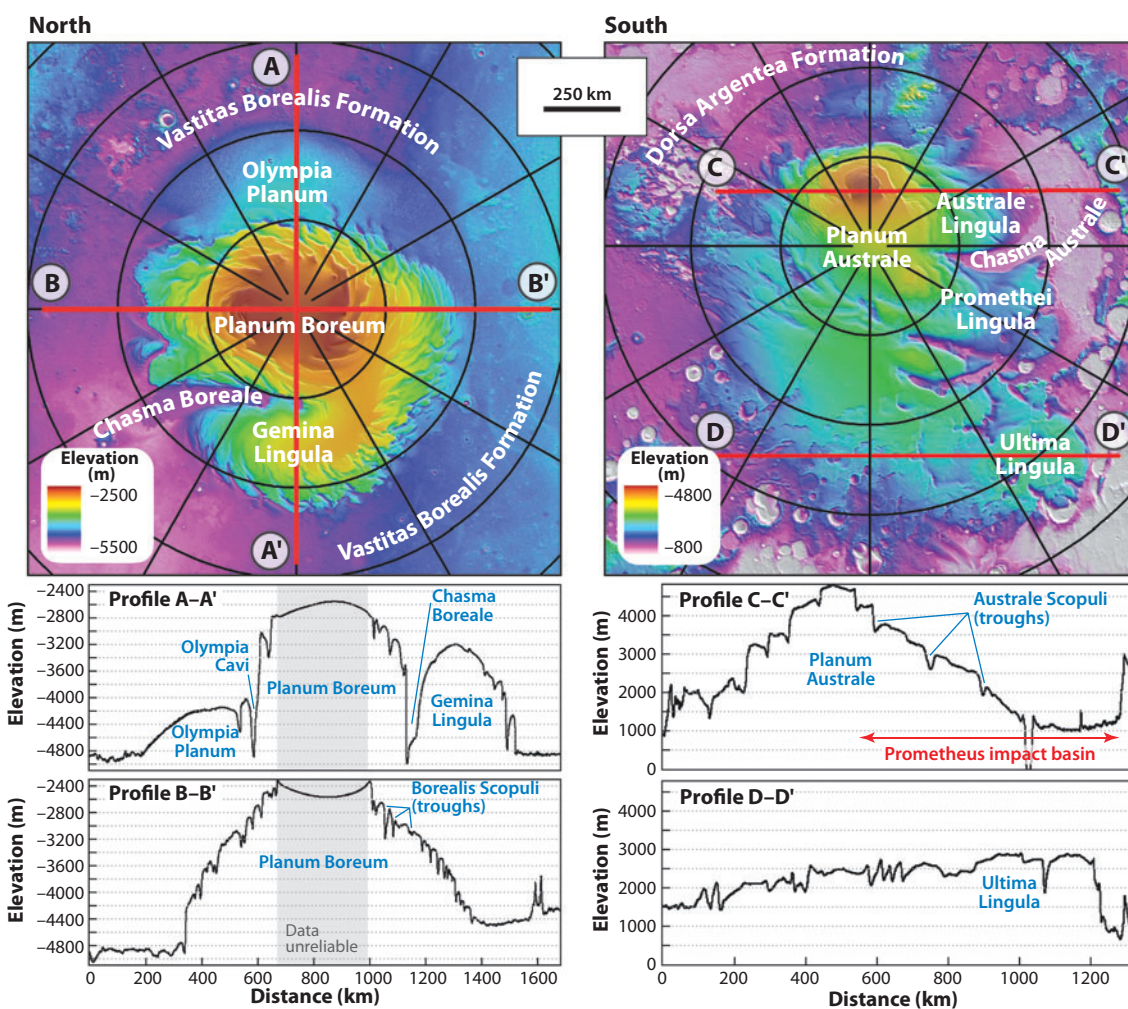 North
South
250 km
A
Vastitas Borealis Formation
Olympia
Planum
B
B'
Planum Boreum
Chasma Boreale
Gemina
Lingula
Vastitas Borealis Formation
A'
Elevation
(m)
–2500
–5500
Dorsa Argentea Formation
C
C'
Australe
Lingula
Planum
Australe
Chasma
Australe
Promethei
Lingula
D
D'
Ultima
Lingula
Elevation
(m)
–4800
–800
Profile A–A'
Elevation (m)
–2400
–2800
–3200
–3600
–4000
–4400
–4800
Olympia
Cavi
Chasma
Boreale
Planum Boreum
Gemina
Lingula
Olympia
Planum
Profile B–B'
Elevation (m)
–2400
–2800
–3200
–3600
–4000
–4400
–4800
Borealis Scopuli
(troughs)
Planum Boreum
Data
unreliable
0 200 400 600 800 1000 1200 1400 1600
Distance (km)
Profile C–C'
Elevation (m)
4000
3000
2000
1000
0
Australe Scopuli
(troughs)
Planum
Australe
Prometheus impact basin
Profile D–D'
Elevation (m)
4000
3000
2000
1000
0
Ultima
Lingula
0 200 400 600 800 1000 1200
Distance (km)